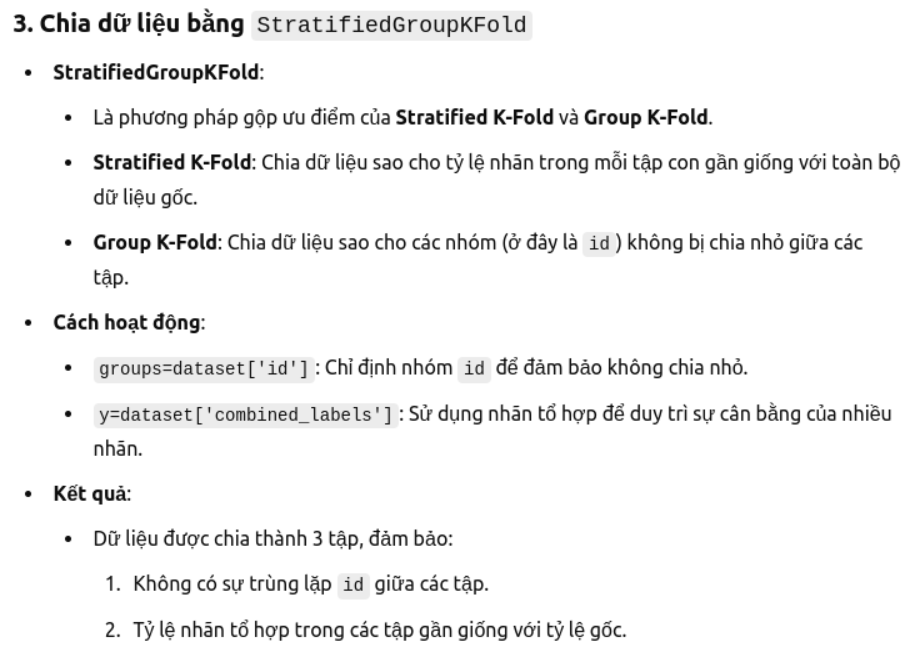 3. Chia dữ liệu bằng StratifiedGroupKFold
• StratifiedGroupKFold:
• Là phương pháp gộp ưu điểm của Stratified K-Fold và Group K-Fold.
• Stratified K-Fold: Chia dữ liệu sao cho tỷ lệ nhãn trong mỗi tập con gần giống với toàn bộ
dữ liệu gốc.
• Group K-Fold: Chia dữ liệu sao cho các nhóm (ở đây là id) không bị chia nhỏ giữa các
tập.
• Cách hoạt động:
• groups=dataset['id']: Chỉ định nhóm id để đảm bảo không chia nhỏ.
• y=dataset['combined_labels']: Sử dụng nhãn tổ hợp để duy trì sự cân bằng của nhiều
nhãn.
• Kết quả:
• Dữ liệu được chia thành 3 tập, đảm bảo:
1. Không có sự trùng lặp id giữa các tập.
2. Tỷ lệ nhãn tổ hợp trong các tập gần giống với tỷ lệ gốc.